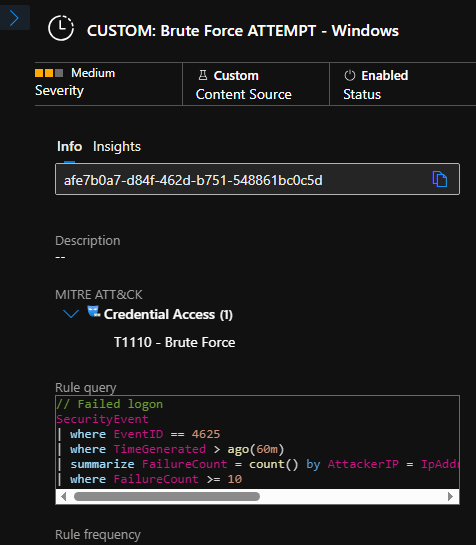 CUSTOM: Brute Force ATTEMPT - Windows
Medium
Severity
Custom
Content Source
Enabled
Status
Info Insights
afe7b0a7-d84f-462d-b751-548861bc0c5d
Description
--
MITRE ATT&CK
Credential Access (1)
T1110 - Brute Force
Rule query
// Failed logon
SecurityEvent
| where EventID == 4625
| where TimeGenerated > ago(60m)
| summarize FailureCount = count() by AttackerIP =
| where FailureCount >= 10
Rule frequency